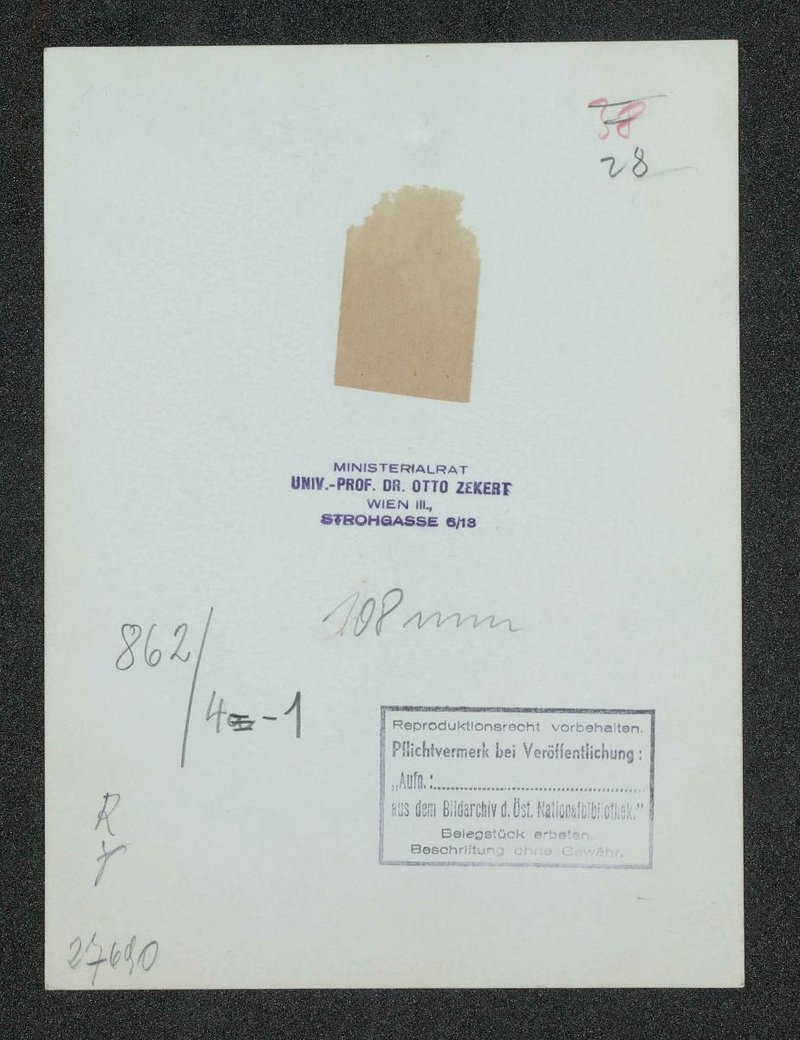 38
28
MINISTERIALRAT
UNIV.-PROF. DR. OTTO ZEKERT
WIEN III.,
STROHGASSE 6/13
108 mm
862/
4 -1
Reproduktionsrecht vorbehalten.
Pflichtvermerk bei Veröffentlichung:
„Aufn.:
aus dem Bildarchiv d. Öst. Nationalbibliothek."
Belegstück erbeten.
Beschriftung ohne Gewähr.
R
27690